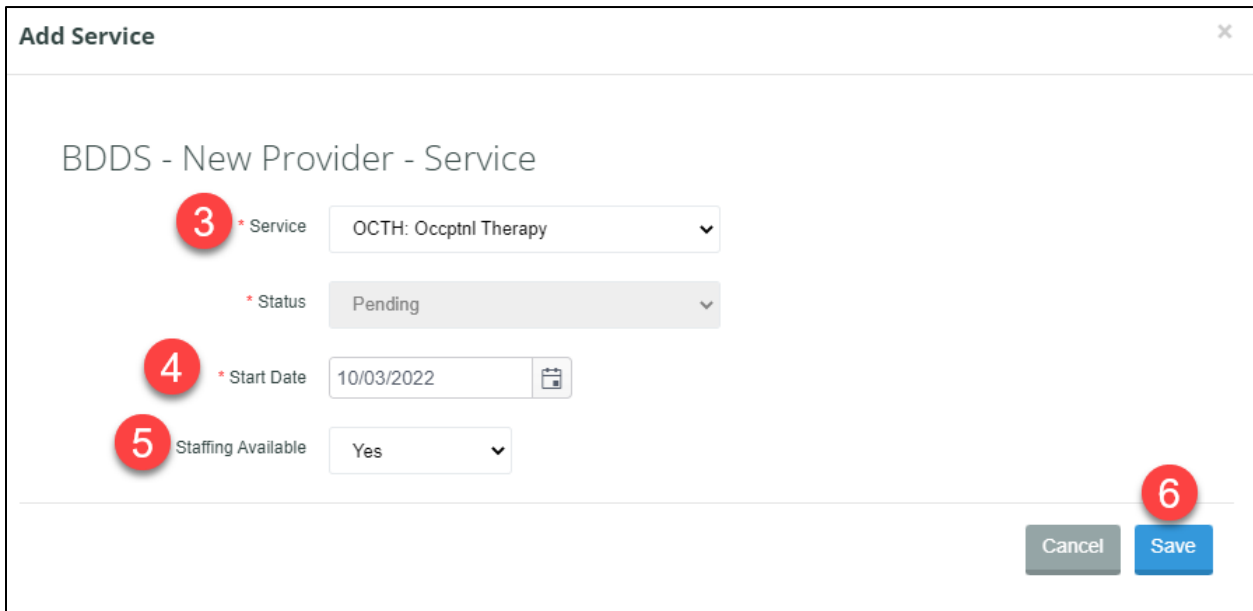 Add Service ×
BDDS - New Provider - Service
3 * Service OCTH: Occptnl Therapy
* Status Pending
4 * Start Date 10/03/2022
5 Staffing Available Yes
6
Cancel Save